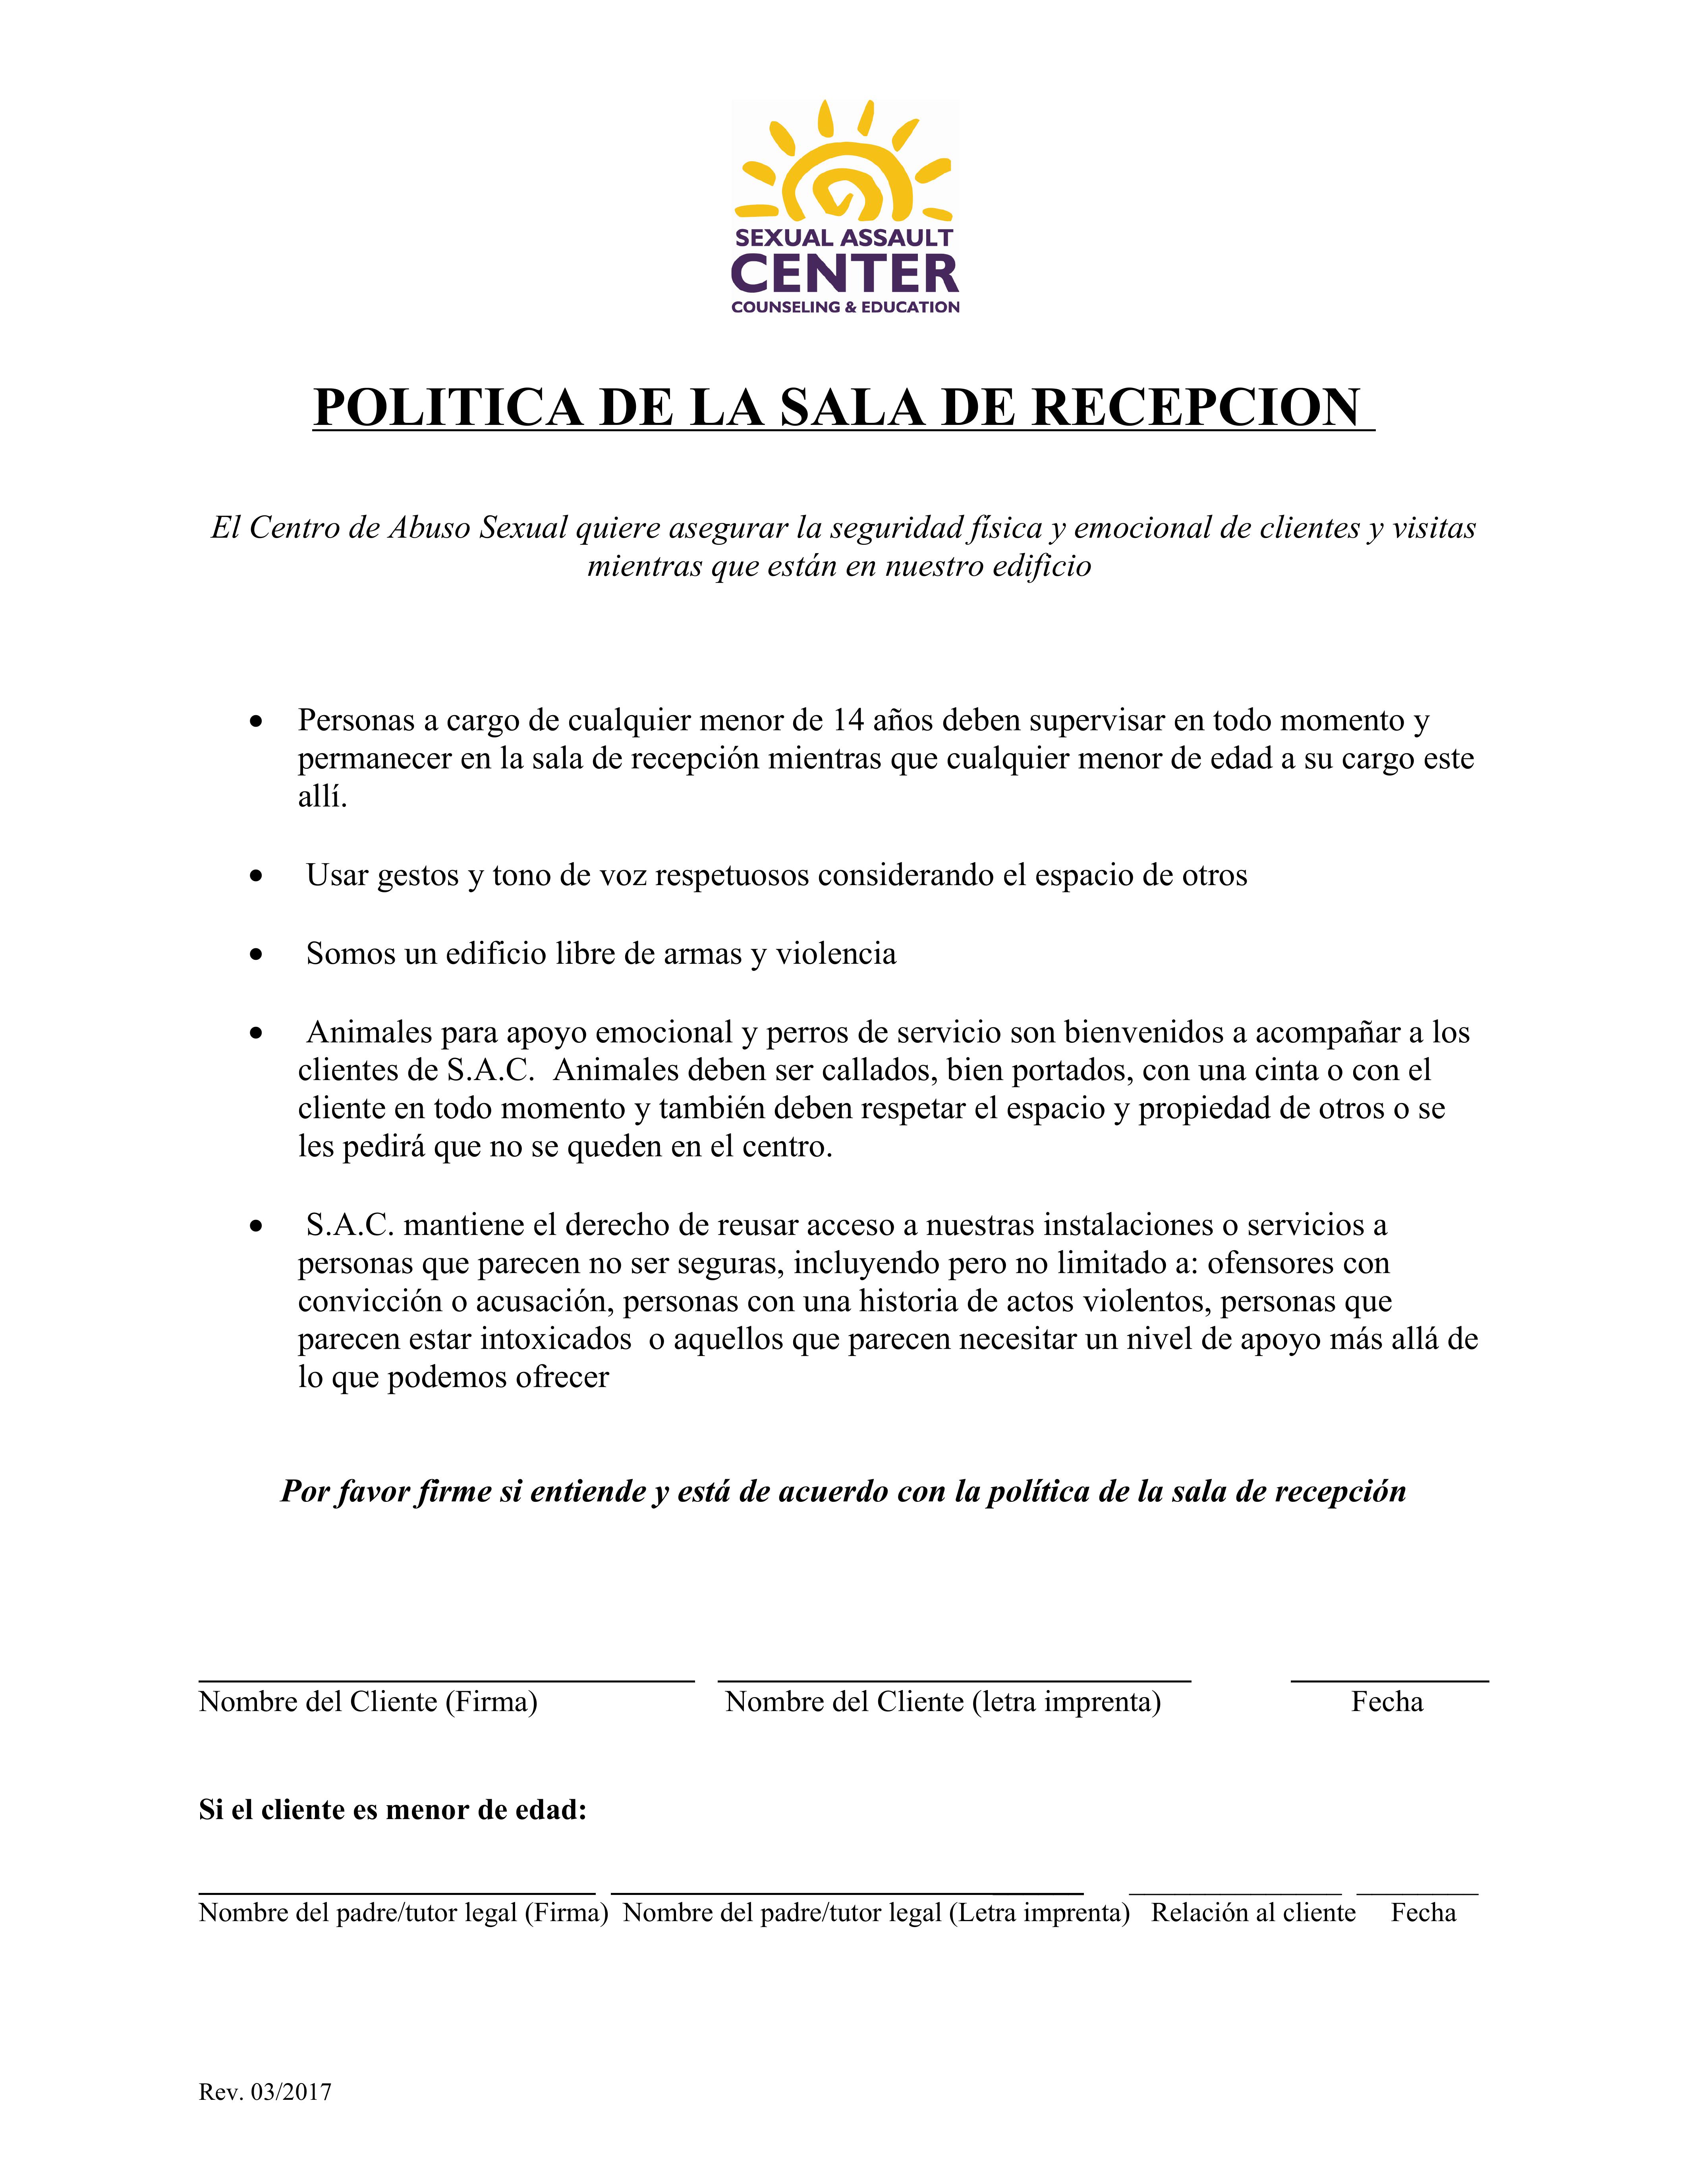 SEXUAL ASSAULT
CENTER
COUNSELING & EDUCATION
POLITICA DE LA SALA DE RECEPCION
El Centro de Abuso Sexual quiere asegurar la seguridad física y emocional de clientes y visitas
mientras que están en nuestro edificio
• Personas a cargo de cualquier menor de 14 años deben supervisar en todo momento y
permanecer en la sala de recepción mientras que cualquier menor de edad a su cargo este
allí.
• Usar gestos y tono de voz respetuosos considerando el espacio de otros
• Somos un edificio libre de armas y violencia
• Animales para apoyo emocional y perros de servicio son bienvenidos a acompañar a los
clientes de S.A.C. Animales deben ser callados, bien portados, con una cinta o con el
cliente en todo momento y también deben respetar el espacio y propiedad de otros o se
les pedirá que no se queden en el centro.
• S.A.C. mantiene el derecho de reusar acceso a nuestras instalaciones o servicios a
personas que parecen no ser seguras, incluyendo pero no limitado a: ofensores con
convicción o acusación, personas con una historia de actos violentos, personas que
parecen estar intoxicados o aquellos que parecen necesitar un nivel de apoyo más allá de
lo que podemos ofrecer
Por favor firme si entiende y está de acuerdo con la política de la sala de recepción
Nombre del Cliente (Firma) Nombre del Cliente (letra imprenta) Fecha
Si el cliente es menor de edad:
Nombre del padre/tutor legal (Firma) Nombre del padre/tutor legal (Letra imprenta) Relación al cliente Fecha
Rev. 03/2017